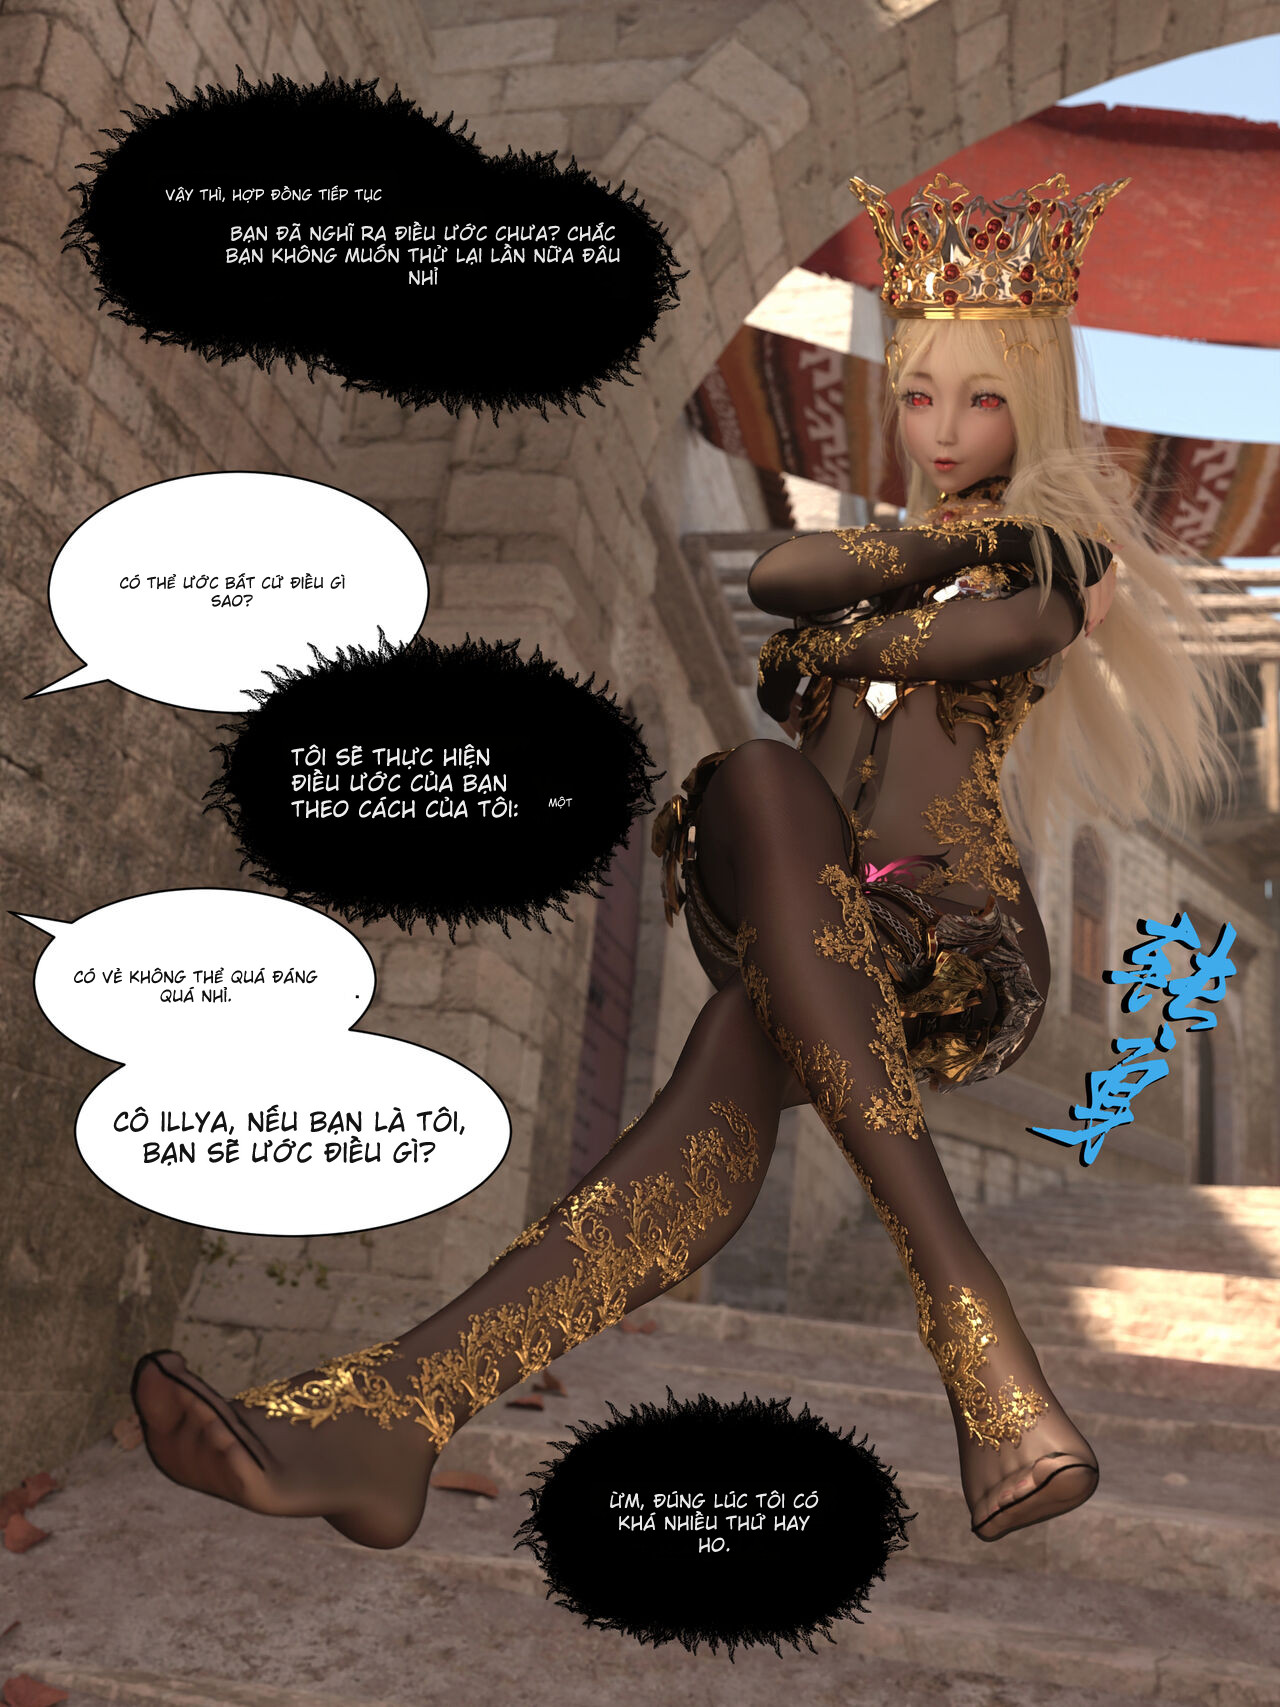 VẬY THÌ, HỢP ĐỒNG TIẾP TỤC
BẠN ĐÃ NGHĨ RA ĐIỀU ƯỚC CHƯA? CHẮC
BẠN KHÔNG MUỐN THỬ LẠI LẦN NỮA ĐÂU
NHỈ
CÓ THỂ ƯỚC BẤT CỨ ĐIỀU GÌ
SAO?
TÔI SẼ THỰC HIỆN
ĐIỀU ƯỚC CỦA BẠN
THEO CÁCH CỦA TÔI:
MỘT
CÓ VẺ KHÔNG THỂ QUÁ ĐÁNG
QUÁ NHỈ.
.
CÔ ILLYA, NẾU BẠN LÀ TÔI,
BẠN SẼ ƯỚC ĐIỀU GÌ?
ỪM, ĐÚNG LÚC TÔI CÓ
KHÁ NHIỀU THỨ HAY
HO.